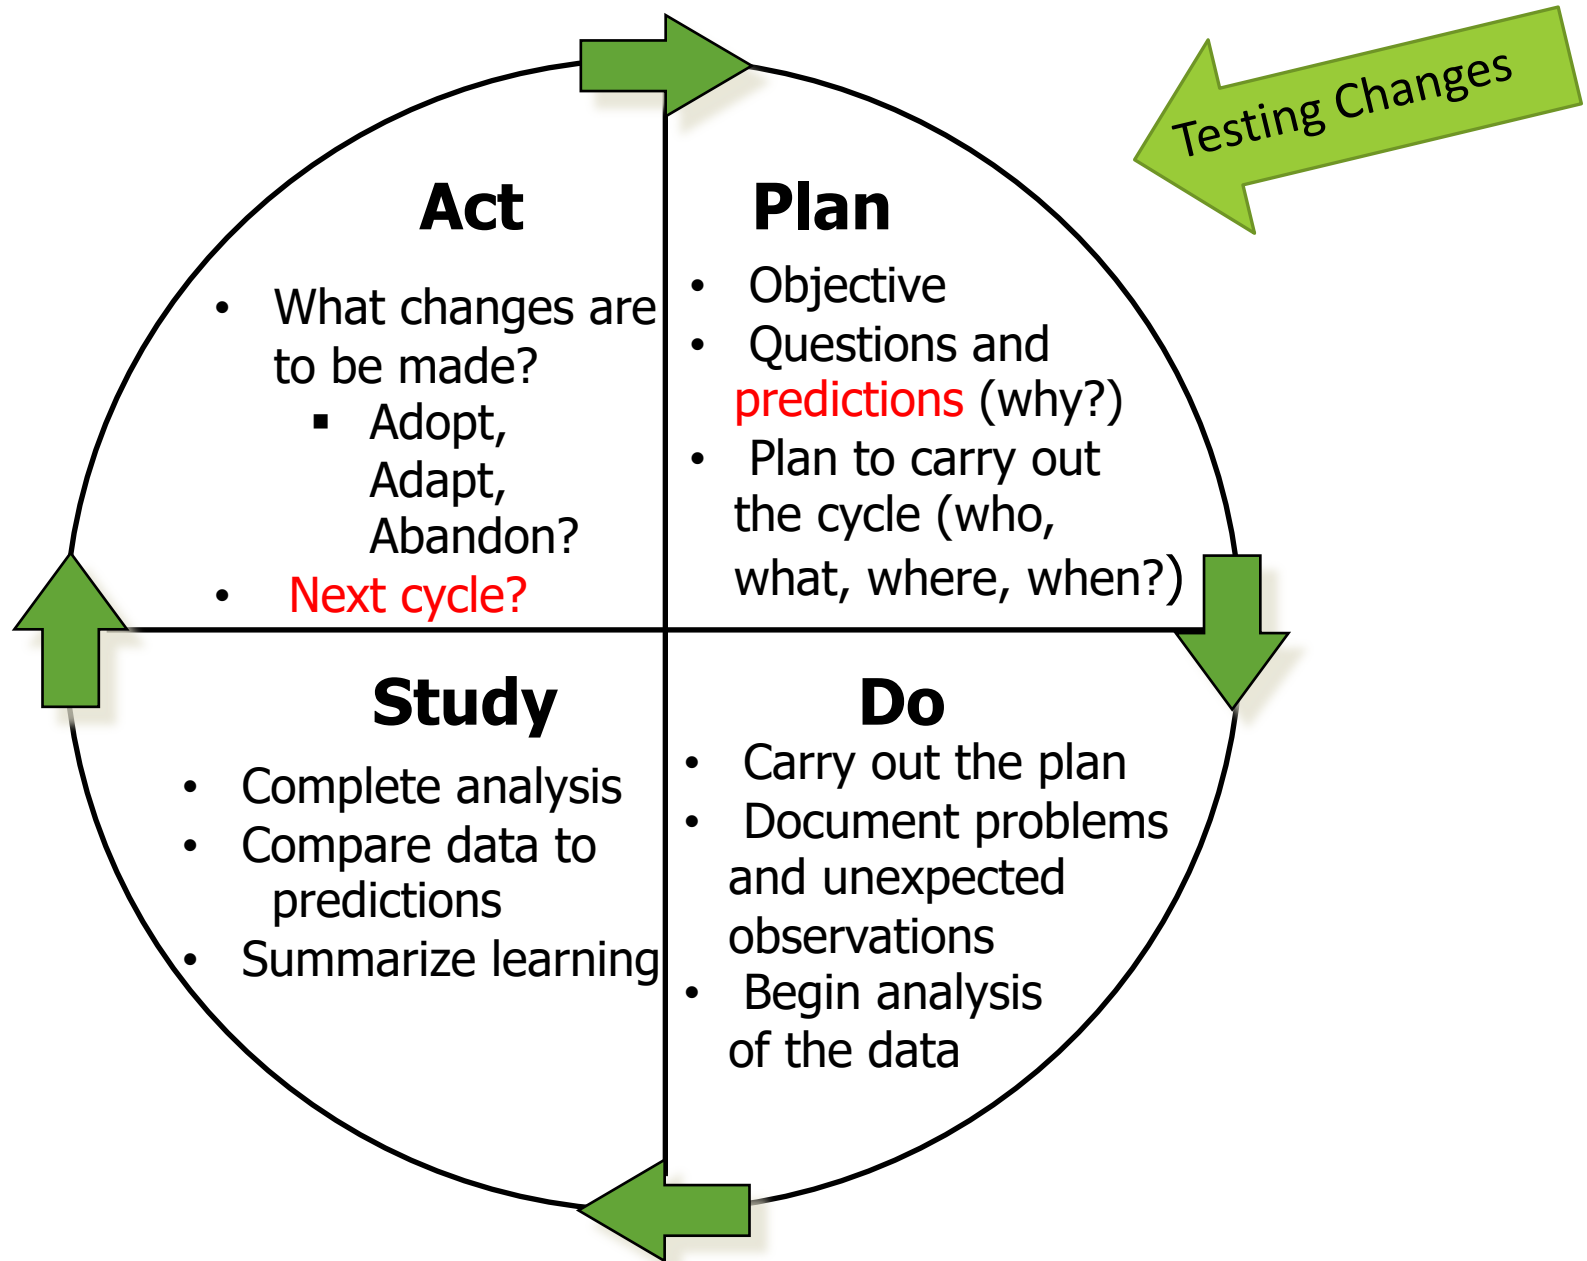 Testing Changes
Act
• What changes are
to be made?
▪ Adopt,
Adapt,
Abandon?
• Next cycle?
Plan
• Objective
• Questions and
predictions (why?)
• Plan to carry out
the cycle (who,
what, where, when?)
Study
• Complete analysis
• Compare data to
predictions
• Summarize learning
Do
• Carry out the plan
• Document problems
and unexpected
observations
• Begin analysis
of the data